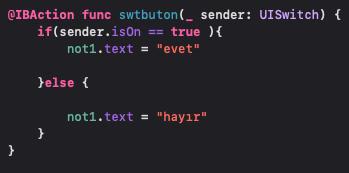 @IBAction func swtbuton(_ sender: UISwitch) {
if(sender.isOn == true ){
not1.text = "evet"
}else {
not1.text = "hayır"
}
}